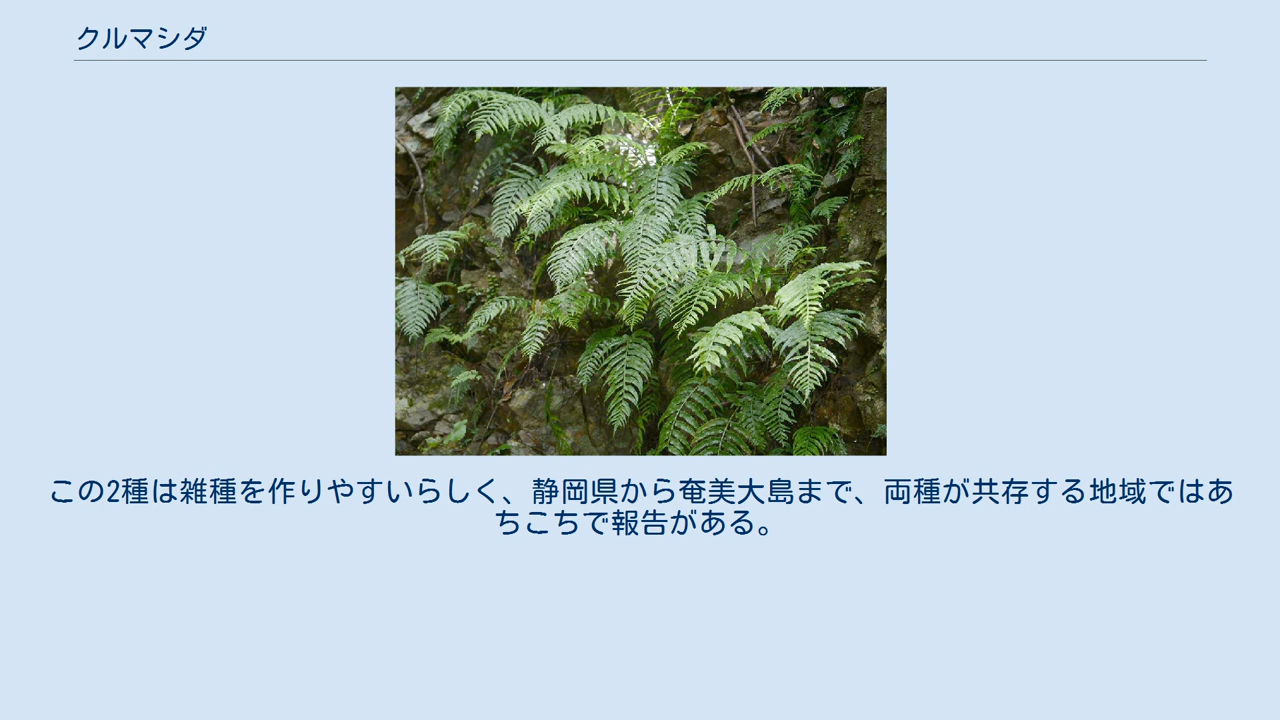 クルマシダ
この2種は雑種を作りやすいらしく、静岡県から奄美大島まで、両種が共存する地域ではあ
ちこちで報告がある。